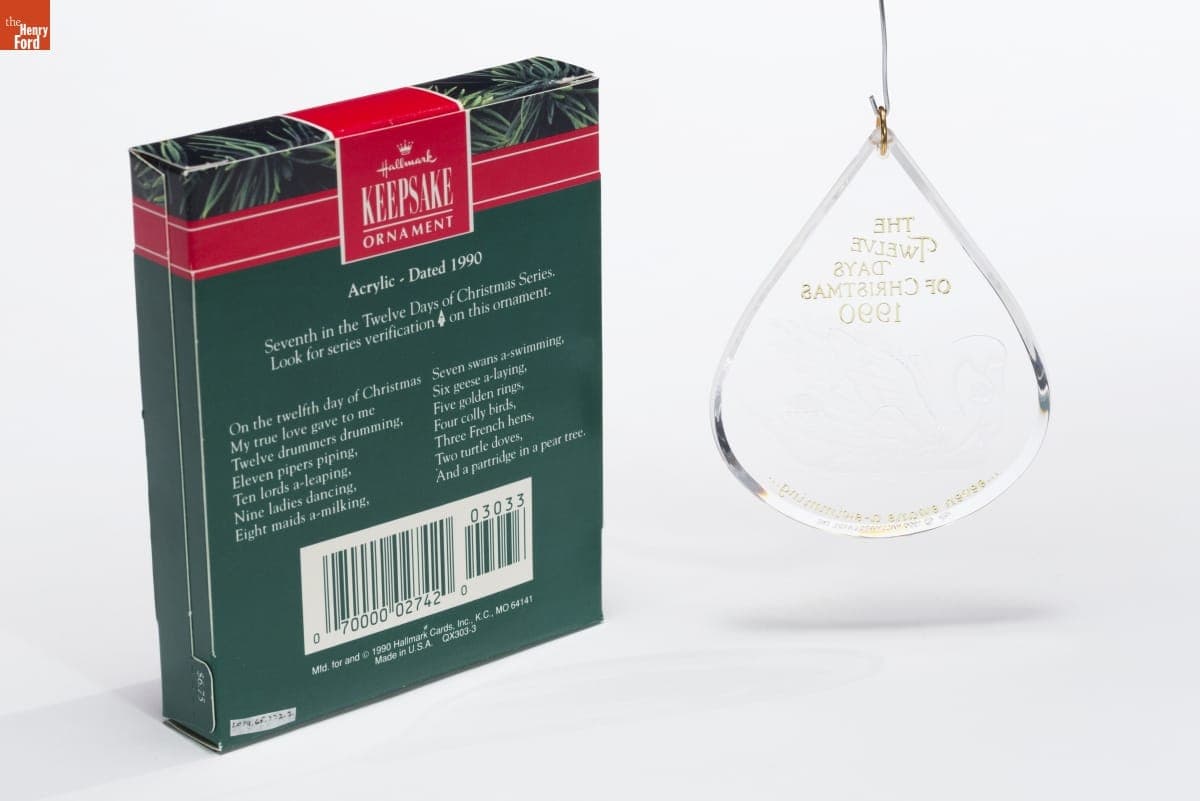 the
Henry
Ford
Hallmark
KEEPSAKE
ORNAMENT
Acrylic - Dated 1990
Seventh in the Twelve Days of Christmas Series.
Look for series verification on this ornament.
On the twelfth day of Christmas
My true love gave to me
Twelve drummers drumming,
Eleven pipers piping,
Ten lords a-leaping,
Nine ladies dancing,
Eight maids a-milking,
Seven swans a-swimming,
Six geese a-laying,
Five golden rings,
Four colly birds,
Three French hens,
Two turtle doves,
And a partridge in a pear tree.
03033
0 70000 02742 0
Mfd. for and © 1990 Hallmark Cards, Inc., K.C., MO 64141
Made in U.S.A. QX303-3
$6.75
THE
TWELVE
DAYS
OF CHRISTMAS
1990
...seven swans a-swimming...